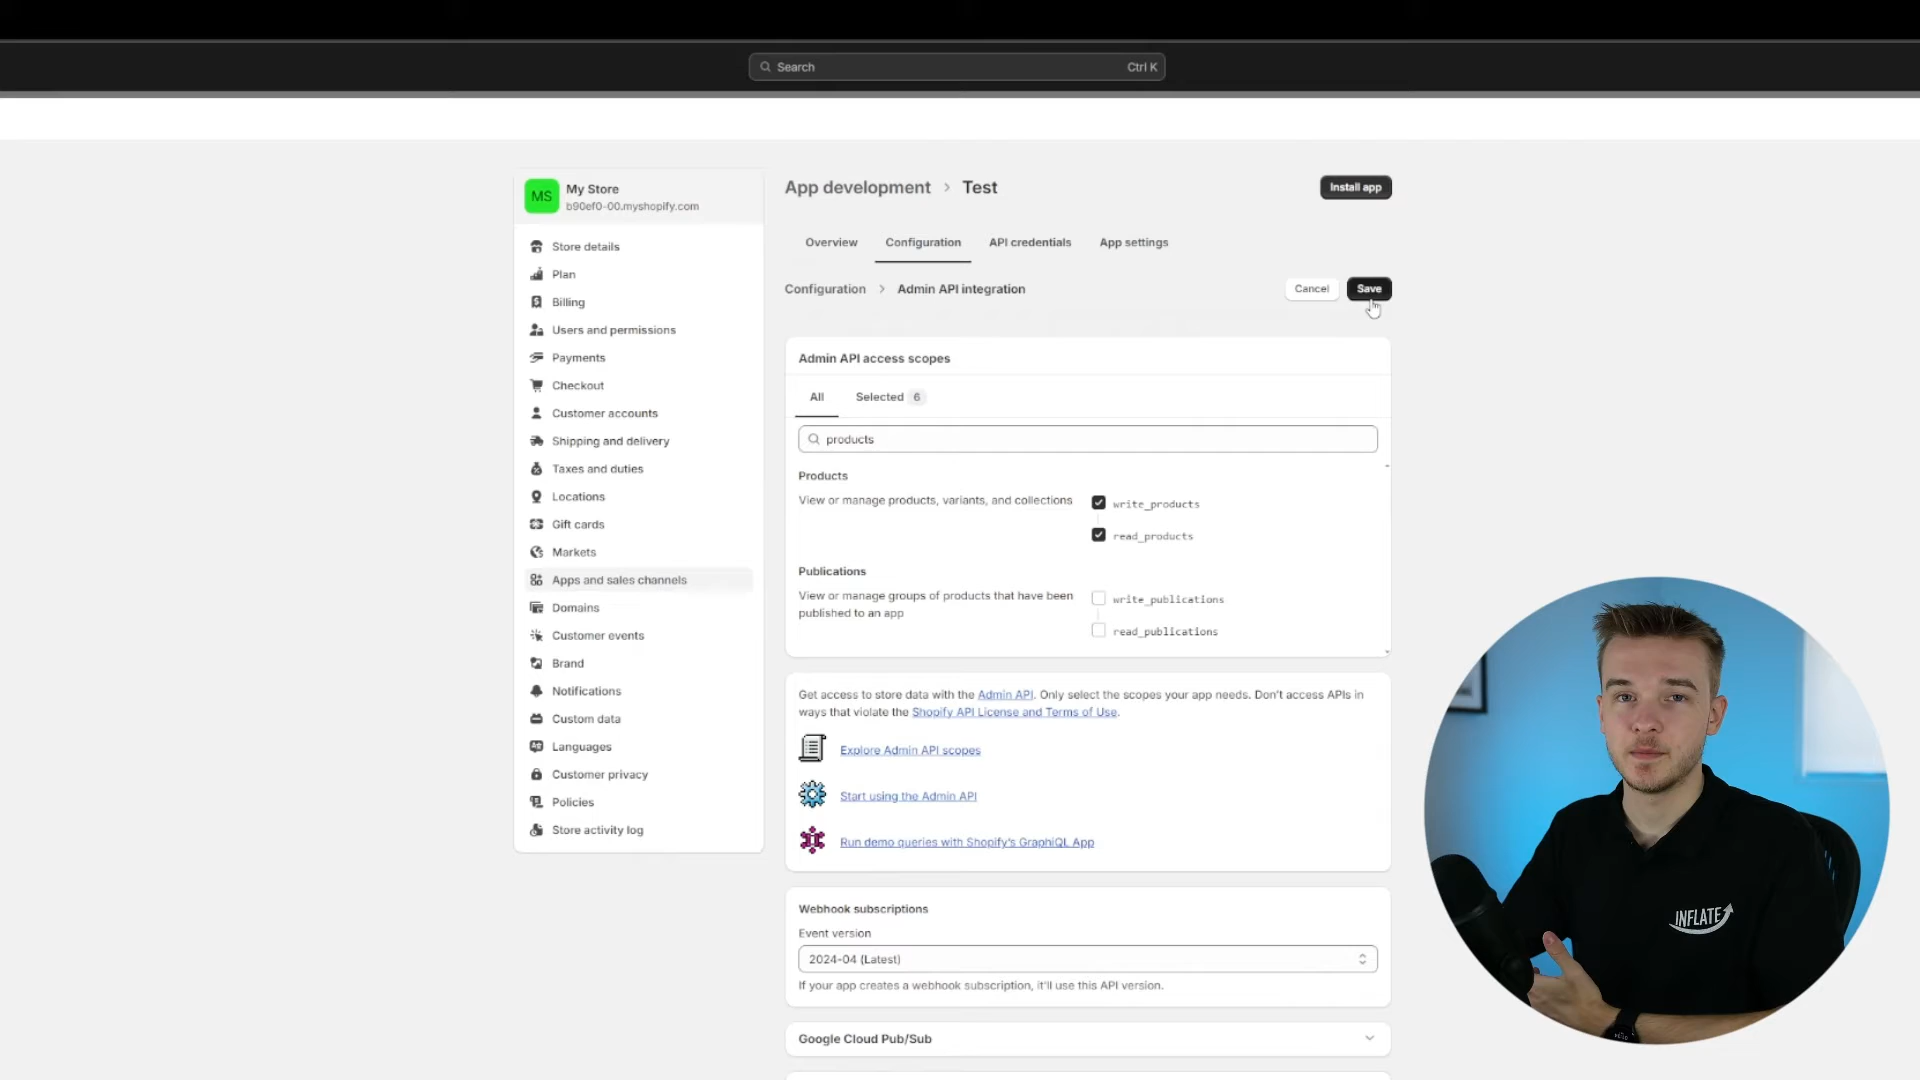 Search
Ctrl K
MS
My Store
b90ef0-00.myshopify.com
Store details
Plan
Billing
Users and permissions
Payments
Checkout
Customer accounts
Shipping and delivery
Taxes and duties
Locations
Gift cards
Markets
Apps and sales channels
Domains
Customer events
Brand
Notifications
Custom data
Languages
Customer privacy
Policies
Store activity log
App development › Test
Install app
Overview
Configuration
API credentials
App settings
Configuration > Admin API integration
Cancel
Save
Admin API access scopes
All
Selected 6
products
Products
View or manage products, variants, and collections
write_products
read_products
Publications
View or manage groups of products that have been
published to an app
write_publications
read_publications
Get access to store data with the Admin API. Only select the scopes your app needs. Don't access APIs in
ways that violate the Shopify API License and Terms of Use.
Explore Admin API scopes
Start using the Admin API
Run demo queries with Shopify's GraphiQL App
Webhook subscriptions
Event version
2024-04 (Latest)
If your app creates a webhook subscription, it'll use this API version.
Google Cloud Pub/Sub
INFLATE